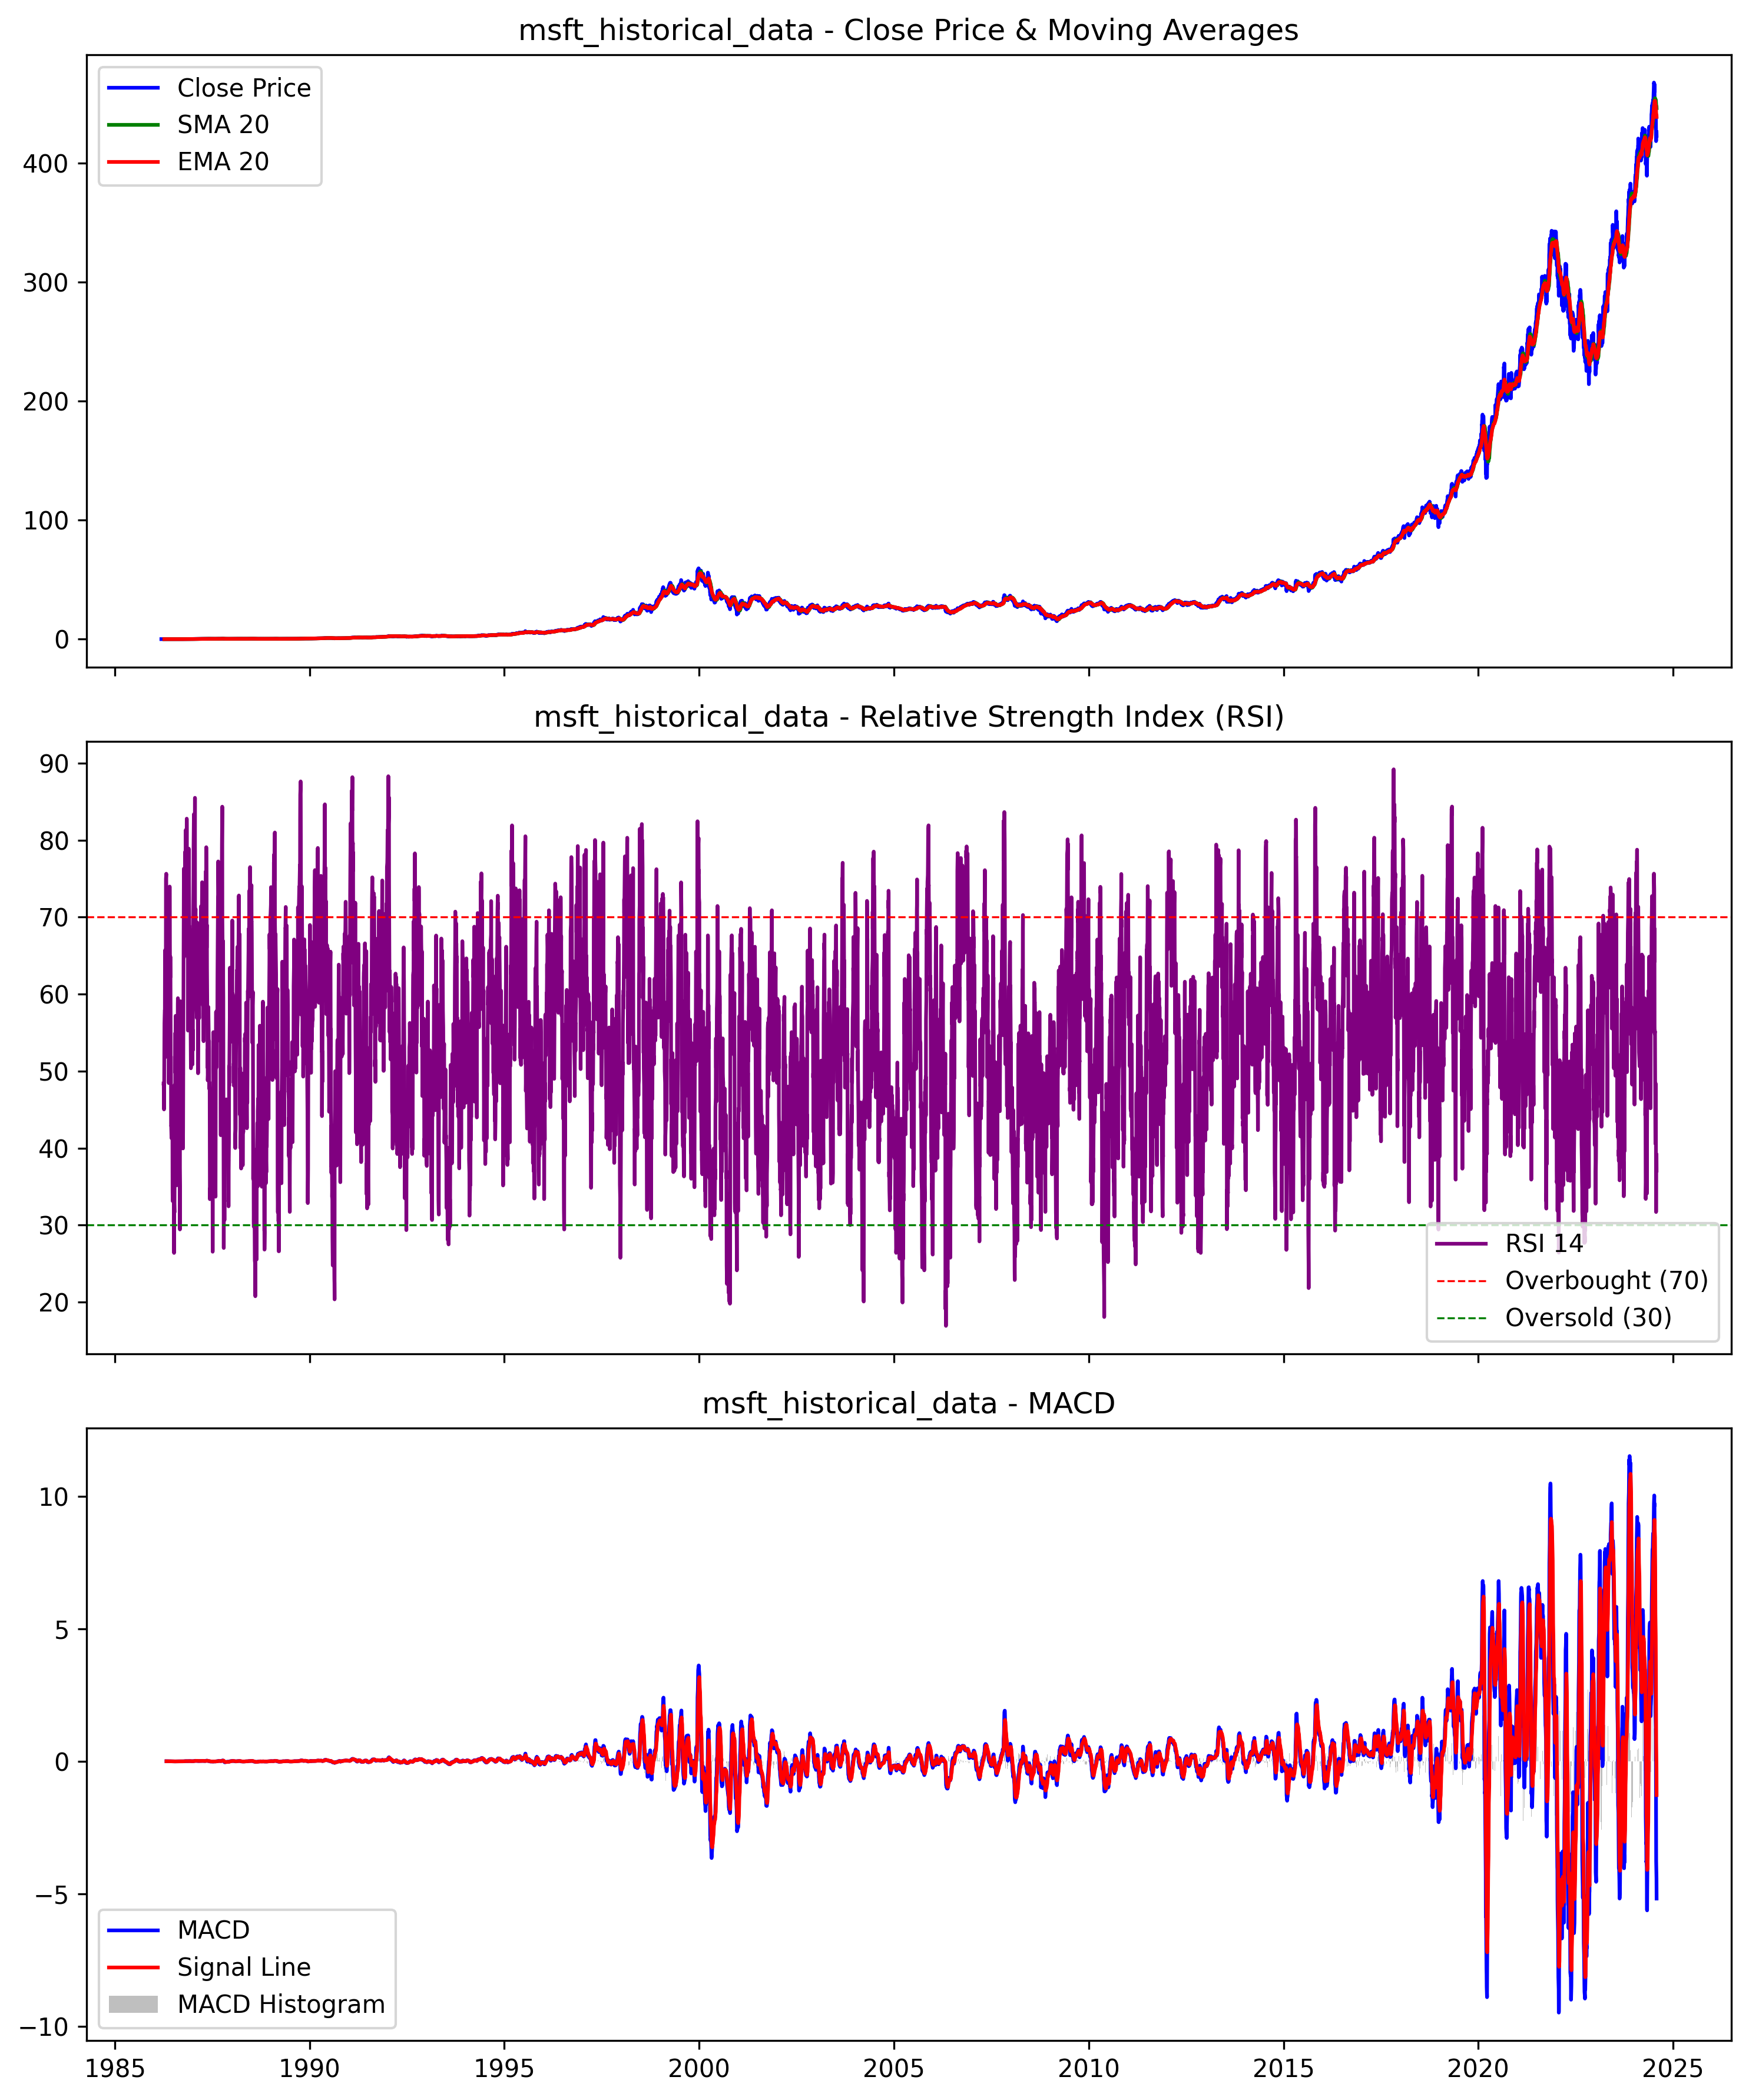 msft_historical_data - Close Price & Moving Averages
Close Price
SMA 20
EMA 20
400
300
200
100
0
msft_historical_data - Relative Strength Index (RSI)
90
80
70
60
50
40
30
20
RSI 14
Overbought (70)
Oversold (30)
msft_historical_data - MACD
10
5
0
−5
−10
MACD
Signal Line
MACD Histogram
1985 1990 1995 2000 2005 2010 2015 2020 2025